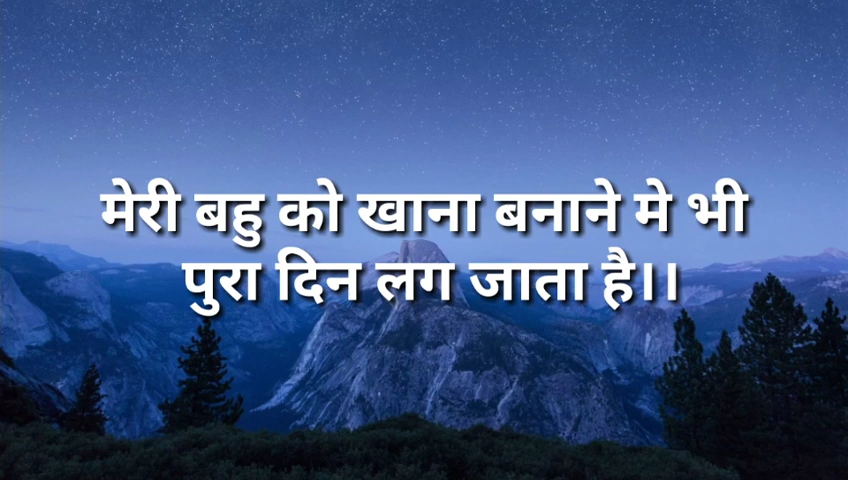 मेरी बहु को खाना बनाने मे भी
पुरा दिन लग जाता है।।